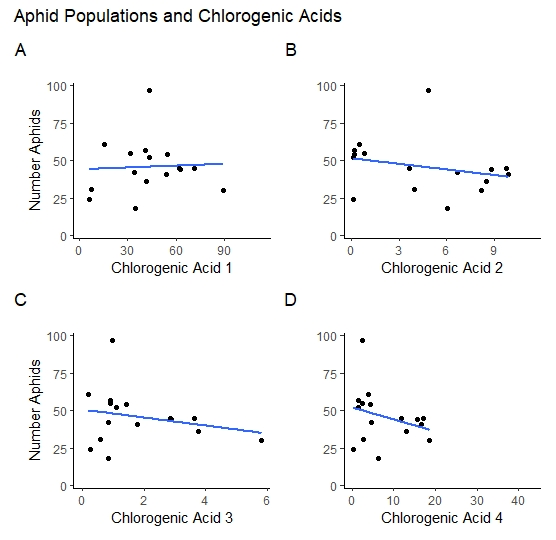 Aphid Populations and Chlorogenic Acids
A
B
100
75
50
25
0
Number Aphids
0 30 60 90
Chlorogenic Acid 1
100
75
50
25
0
0 3 6 9
Chlorogenic Acid 2
C
D
100
75
50
25
0
Number Aphids
0 2 4 6
Chlorogenic Acid 3
100
75
50
25
0
0 10 20 30 40
Chlorogenic Acid 4